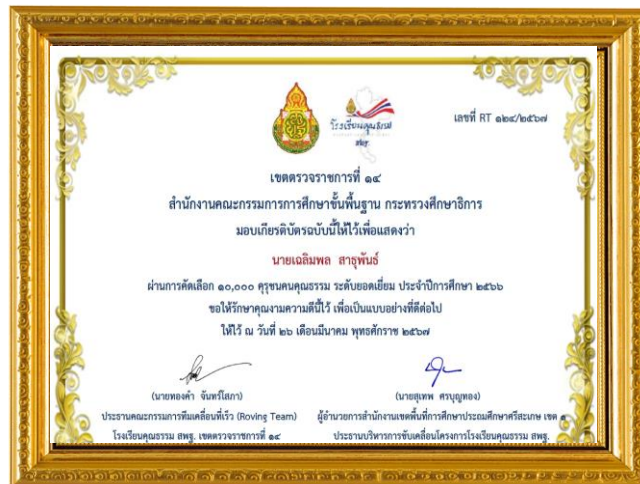 เลขที่ RT ๑๒๔/๒๕๖๗
โรงเรียนคุณธรรม
สพฐ.
เขตตรวจราชการที่ ๑๔
สำนักงานคณะกรรมการการศึกษาขั้นพื้นฐาน กระทรวงศึกษาธิการ
มอบเกียรติบัตรฉบับนี้ให้ไว้เพื่อแสดงว่า
นายเฉลิมพล สาธุพันธ์
ผ่านการคัดเลือก ๑๐,๐๐๐ คุรุชนคนคุณธรรม ระดับยอดเยี่ยม ประจำปีการศึกษา ๒๕๖๖
ขอให้รักษาคุณงามความดีนี้ไว้ เพื่อเป็นแบบอย่างที่ดีต่อไป
ให้ไว้ ณ วันที่ ๒๖ เดือนมีนาคม พุทธศักราช ๒๕๖๗
(นายทองคำ จันทร์โสภา)
ประธานคณะกรรมการทีมเคลื่อนที่เร็ว (Roving Team)
โรงเรียนคุณธรรม สพฐ. เขตตรวจราชการที่ ๑๔
(นายสุเทพ ศรบุญทอง)
ผู้อำนวยการสำนักงานเขตพื้นที่การศึกษาประถมศึกษาศรีสะเกษ เขต ๑
ประธานบริหารการขับเคลื่อนโครงการโรงเรียนคุณธรรม สพฐ.